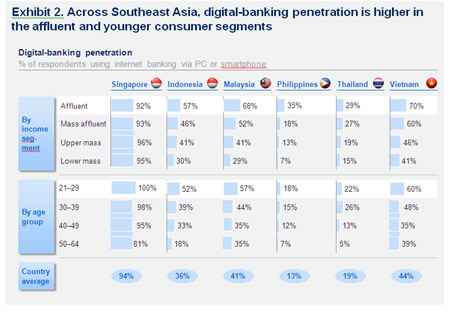 Exhibit 2. Across Southeast Asia, digital-banking penetration is higher in
the affluent and younger consumer segments
Digital-banking penetration
% of respondents using internet banking via PC or smartphone
Singapore Indonesia Malaysia Philippines Thailand Vietnam
By
income
seg-
ment
Affluent 92% 57% 68% 35% 29% 70%
Mass affluent 93% 46% 52% 18% 27% 60%
Upper mass 96% 41% 41% 13% 19% 46%
Lower mass 95% 30% 29% 7% 15% 41%
By age
group
21–29 100% 52% 57% 18% 22% 60%
30–39 98% 39% 44% 15% 26% 48%
40–49 95% 33% 35% 12% 13% 35%
50–64 81% 18% 35% 7% 5% 39%
Country
average
94% 36% 41% 13% 19% 44%